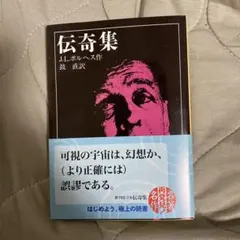 伝奇集
J.L.ボルヘス作
鼓 直訳
可視の宇宙は、幻想か、
(より正確には)
誤謬である。
はじめよう、極上の読書